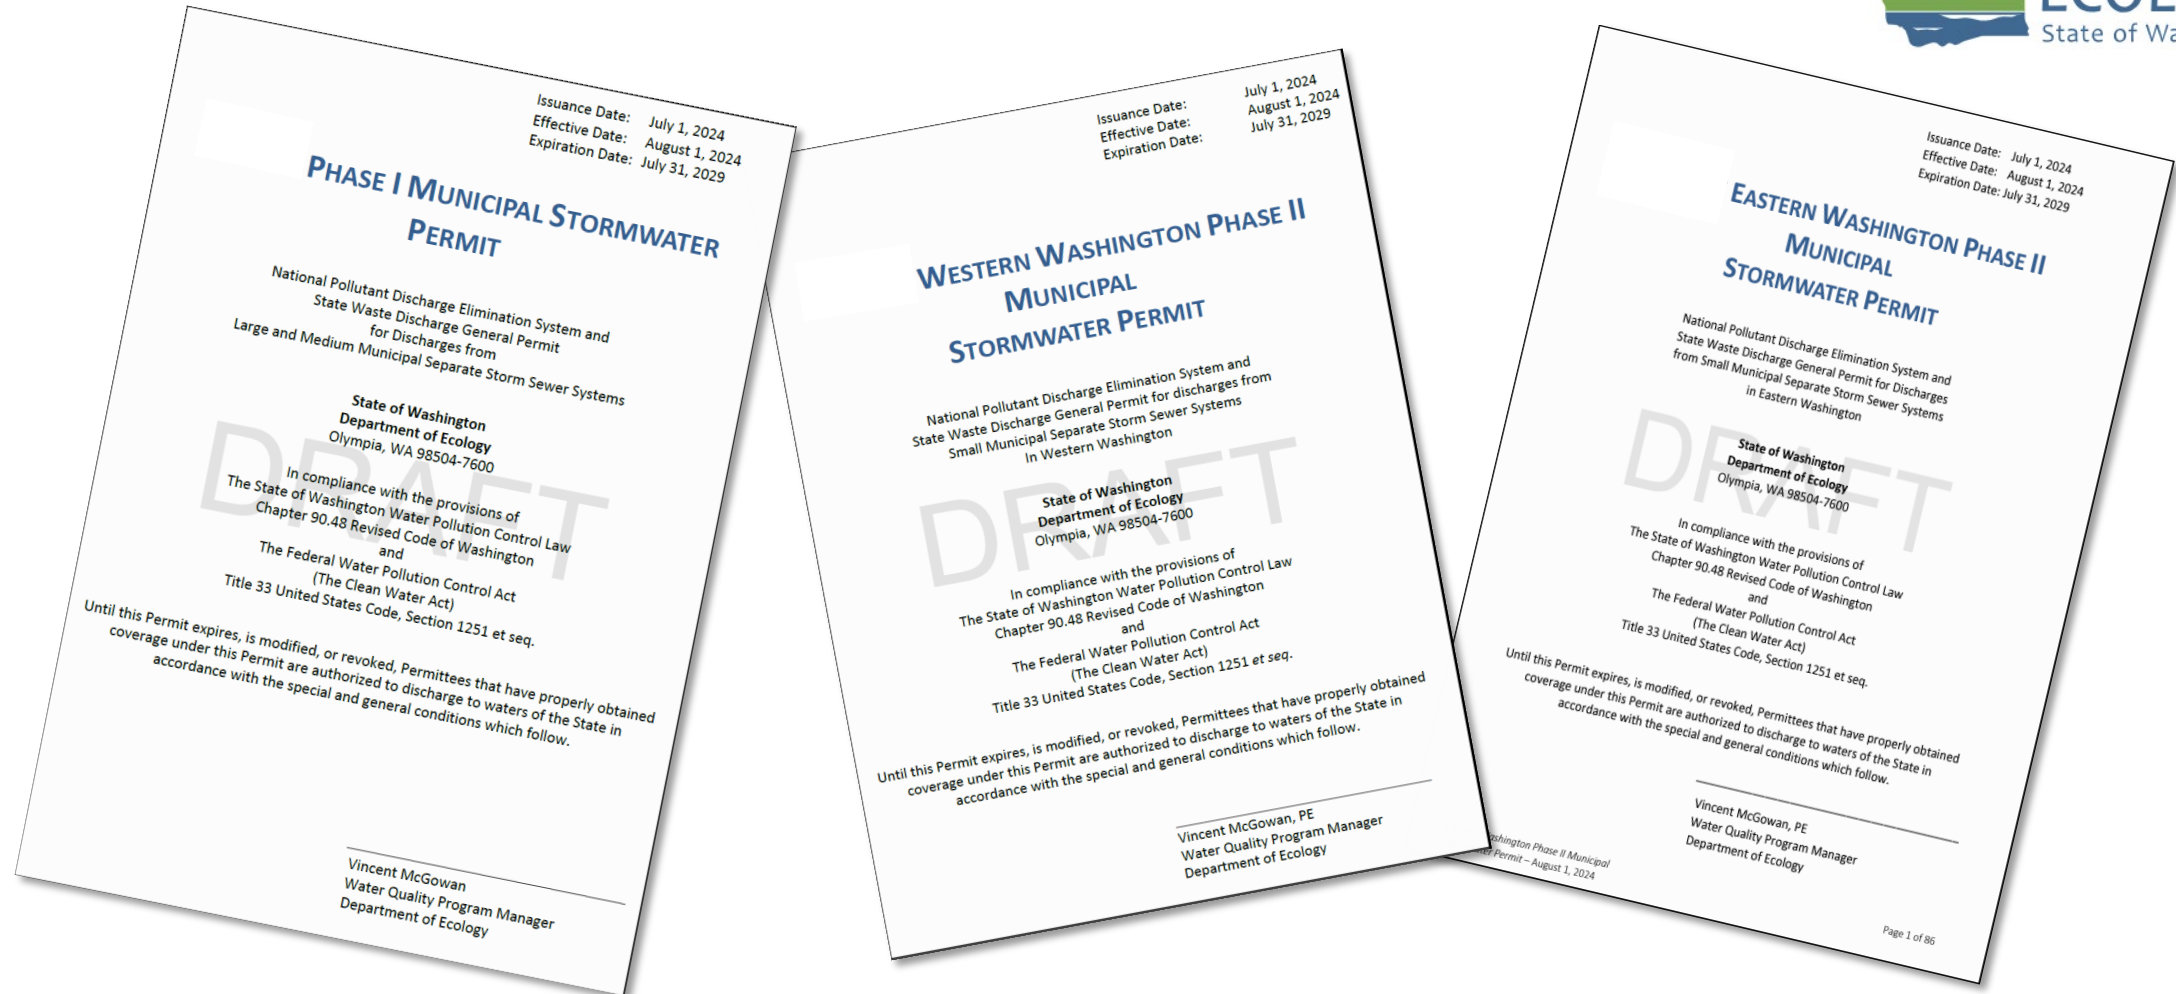 ECOL
State of Wa
Issuance Date: July 1, 2024
Effective Date: August 1, 2024
Expiration Date: July 31, 2029
PHASE I MUNICIPAL STORMWATER
PERMIT
National Pollutant Discharge Elimination System and
State Waste Discharge General Permit
for Discharges from
Large and Medium Municipal Separate Storm Sewer Systems
State of Washington
Department of Ecology
Olympia, WA 98504-7600
DRAFT
In compliance with the provisions of
The State of Washington Water Pollution Control Law
Chapter 90.48 Revised Code of Washington
and
The Federal Water Pollution Control Act
(The Clean Water Act)
Title 33 United States Code, Section 1251 et seq.
Until this Permit expires, is modified, or revoked, Permittees that have properly obtained
coverage under this Permit are authorized to discharge to waters of the State in
accordance with the special and general conditions which follow.
Vincent McGowan
Water Quality Program Manager
Department of Ecology
Issuance Date: July 1, 2024
Effective Date: August 1, 2024
Expiration Date: July 31, 2029
WESTERN WASHINGTON PHASE II
MUNICIPAL
STORMWATER PERMIT
National Pollutant Discharge Elimination System and
State Waste Discharge General Permit for discharges from
Small Municipal Separate Storm Sewer Systems
In Western Washington
State of Washington
Department of Ecology
Olympia, WA 98504-7600
DRAFT
In compliance with the provisions of
The State of Washington Water Pollution Control Law
Chapter 90.48 Revised Code of Washington
and
The Federal Water Pollution Control Act
(The Clean Water Act)
Title 33 United States Code, Section 1251 et seq.
Until this Permit expires, is modified, or revoked, Permittees that have properly obtained
coverage under this Permit are authorized to discharge to waters of the State in
accordance with the special and general conditions which follow.
Vincent McGowan, PE
Water Quality Program Manager
Department of Ecology
Issuance Date: July 1, 2024
Effective Date: August 1, 2024
Expiration Date: July 31, 2029
EASTERN WASHINGTON PHASE II
MUNICIPAL
STORMWATER PERMIT
National Pollutant Discharge Elimination System and
State Waste Discharge General Permit for Discharges
from Small Municipal Separate Storm Sewer Systems
in Eastern Washington
State of Washington
Department of Ecology
Olympia, WA 98504-7600
DRAFT
In compliance with the provisions of
The State of Washington Water Pollution Control Law
Chapter 90.48 Revised Code of Washington
and
The Federal Water Pollution Control Act
(The Clean Water Act)
Title 33 United States Code, Section 1251 et seq.
Until this Permit expires, is modified, or revoked, Permittees that have properly obtained
coverage under this Permit are authorized to discharge to waters of the State in
accordance with the special and general conditions which follow.
Vincent McGowan, PE
Water Quality Program Manager
Department of Ecology
ashington Phase II Municipal
er Permit – August 1, 2024
Page 1 of 86